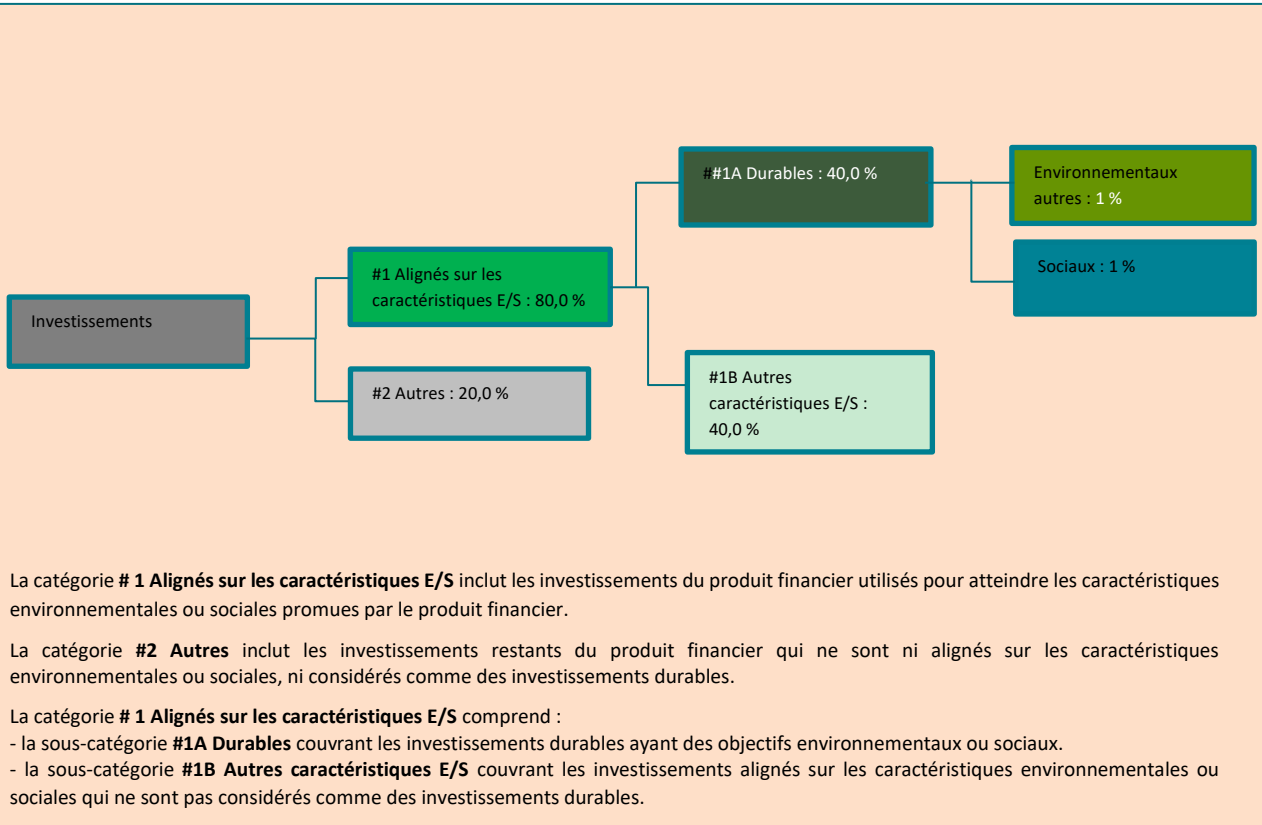 ##1A Durables : 40,0 %
Environnementaux
autres : 1 %
Sociaux : 1 %
#1 Alignés sur les
caractéristiques E/S : 80,0 %
Investissements
#2 Autres : 20,0 %
#1B Autres
caractéristiques E/S :
40,0 %
La catégorie # 1 Alignés sur les caractéristiques E/S inclut les investissements du produit financier utilisés pour atteindre les caractéristiques
environnementales ou sociales promues par le produit financier.
La catégorie #2 Autres inclut les investissements restants du produit financier qui ne sont ni alignés sur les caractéristiques
environnementales ou sociales, ni considérés comme des investissements durables.
La catégorie # 1 Alignés sur les caractéristiques E/S comprend :
- la sous-catégorie #1A Durables couvrant les investissements durables ayant des objectifs environnementaux ou sociaux.
- la sous-catégorie #1B Autres caractéristiques E/S couvrant les investissements alignés sur les caractéristiques environnementales ou
sociales qui ne sont pas considérés comme des investissements durables.